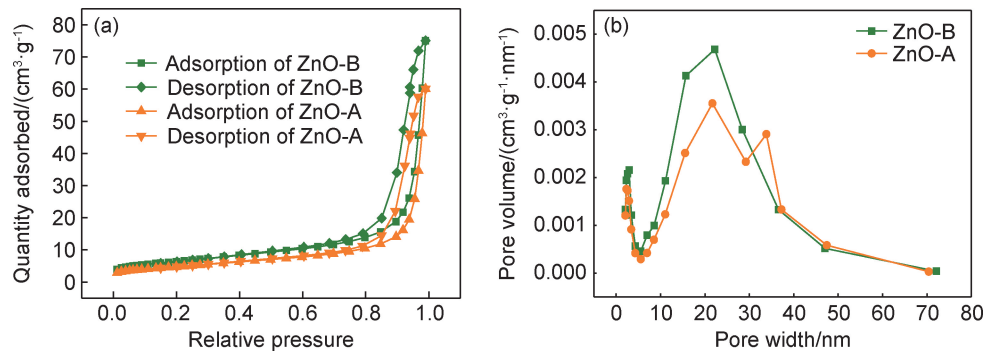 (a)
80
70
60
50
40
30
20
10
0
Quantity adsorbed/(cm³·g⁻¹)
Adsorption of ZnO-B
Desorption of ZnO-B
Adsorption of ZnO-A
Desorption of ZnO-A
0.0 0.2 0.4 0.6 0.8 1.0
Relative pressure
(b)
0.005
0.004
0.003
0.002
0.001
0.000
Pore volume/(cm³·g⁻¹·nm⁻¹)
ZnO-B
ZnO-A
0 10 20 30 40 50 60 70 80
Pore width/nm